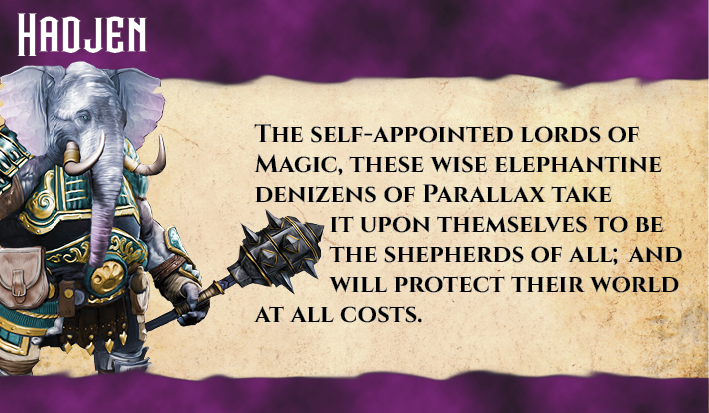 Hadjen
The self-appointed lords of
Magic, these wise elephantine
denizens of Parallax take
it upon themselves to be
the shepherds of all; and
will protect their world
at all costs.